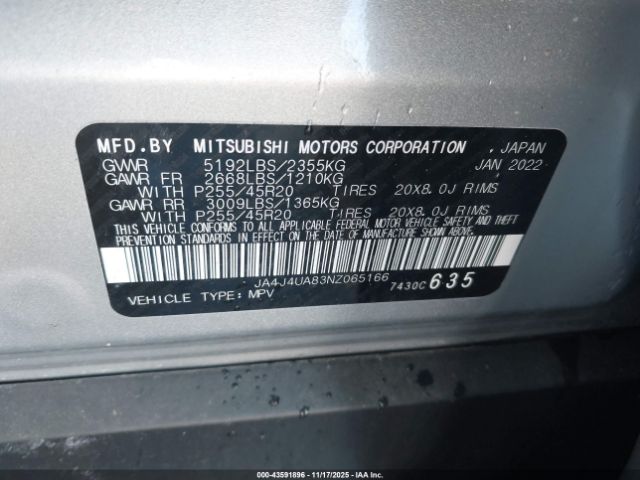 MFD.BY MITSUBISHI MOTORS CORPORATION , JAPAN
GVWR 5192LBS/2355KG JAN 2022
GAWR FR 2668LBS/1210KG
WITH P255/45R20 TIRES 20X8.0J RIMS
GAWR RR 3009LBS/1365KG
WITH P255/45R20 TIRES 20X8.0J RIMS
THIS VEHICLE CONFORMS TO ALL APPLICABLE FEDERAL MOTOR VEHICLE SAFETY AND THEFT
PREVENTION STANDARDS IN EFFECT ON THE DATE OF MANUFACTURE SHOWN ABOVE.
JA4J4UA83NZ065166
VEHICLE TYPE: MPV 7430C 635
000-43591896 - 11/17/2025 - IAAI.COM